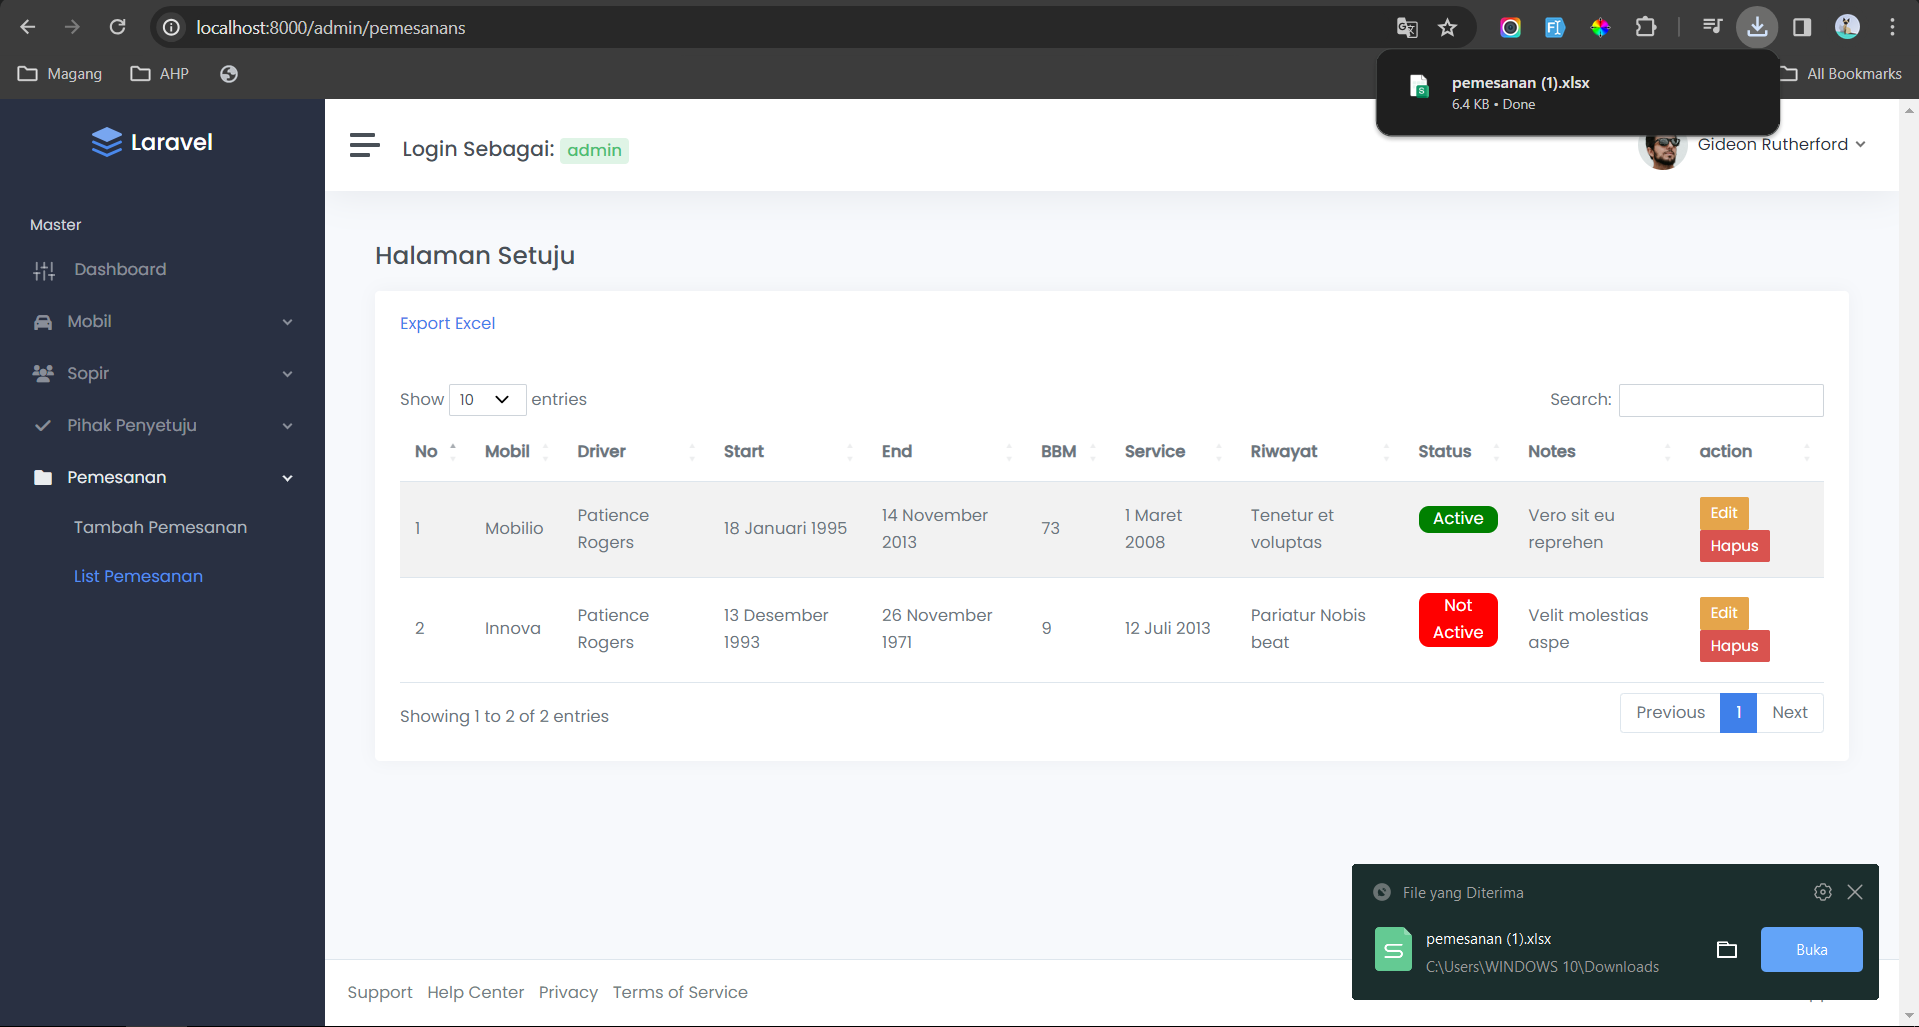 localhost:8000/admin/pemesanans
Magang AHP All Bookmarks
pemesanan (1).xlsx
6.4 KB • Done
Laravel
Login Sebagai: admin
Gideon Rutherford
Master
Dashboard
Mobil
Sopir
Pihak Penyetuju
Pemesanan
Tambah Pemesanan
List Pemesanan
Halaman Setuju
Export Excel
Show 10 entries
Search:
No Mobil Driver Start End BBM Service Riwayat Status Notes action
1 Mobilio Patience Rogers 18 Januari 1995 14 November 2013 73 1 Maret 2008 Tenetur et voluptas Active Vero sit eu reprehen Edit Hapus
2 Innova Patience Rogers 13 Desember 1993 26 November 1971 9 12 Juli 2013 Pariatur Nobis beat Not Active Velit molestias aspe Edit Hapus
Showing 1 to 2 of 2 entries
Previous 1 Next
File yang Diterima
pemesanan (1).xlsx
C:\Users\WINDOWS 10\Downloads
Buka
Support Help Center Privacy Terms of Service